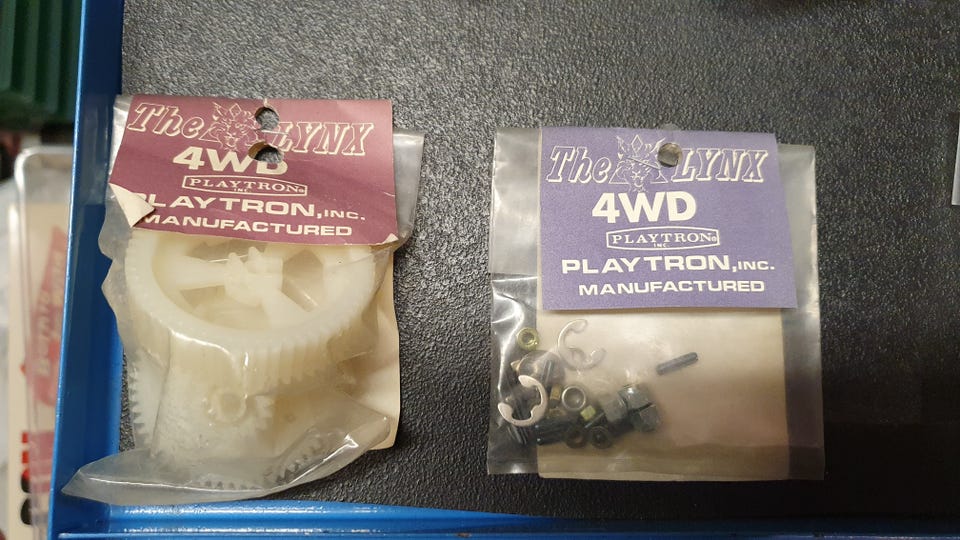 The LYNX
4WD
PLAYTRON®
INC.
PLAYTRON, INC.
MANUFACTURED
The LYNX
4WD
PLAYTRON®
INC.
PLAYTRON, INC.
MANUFACTURED